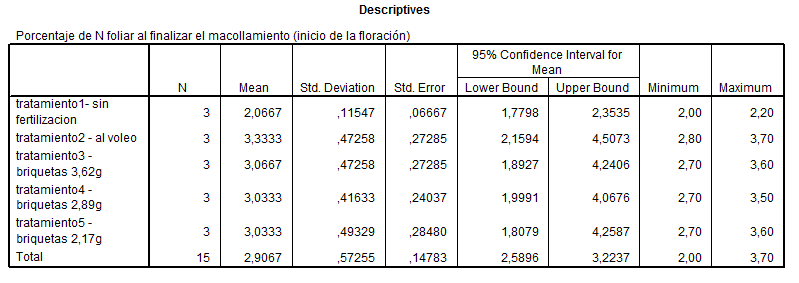 Descriptives
Porcentaje de N foliar al finalizar el macollamiento (inicio de la floración)
95% Confidence Interval for
Mean
N Mean Std. Deviation Std. Error Lower Bound Upper Bound Minimum Maximum
tratamiento1- sin
fertilizacion 3 2,0667 ,11547 ,06667 1,7798 2,3535 2,00 2,20
tratamiento2 - al voleo 3 3,3333 ,47258 ,27285 2,1594 4,5073 2,80 3,70
tratamiento3 -
briquetas 3,62g 3 3,0667 ,47258 ,27285 1,8927 4,2406 2,70 3,60
tratamiento4 -
briquetas 2,89g 3 3,0333 ,41633 ,24037 1,9991 4,0676 2,70 3,50
tratamiento5 -
briquetas 2,17g 3 3,0333 ,49329 ,28480 1,8079 4,2587 2,70 3,60
Total 15 2,9067 ,57255 ,14783 2,5896 3,2237 2,00 3,70